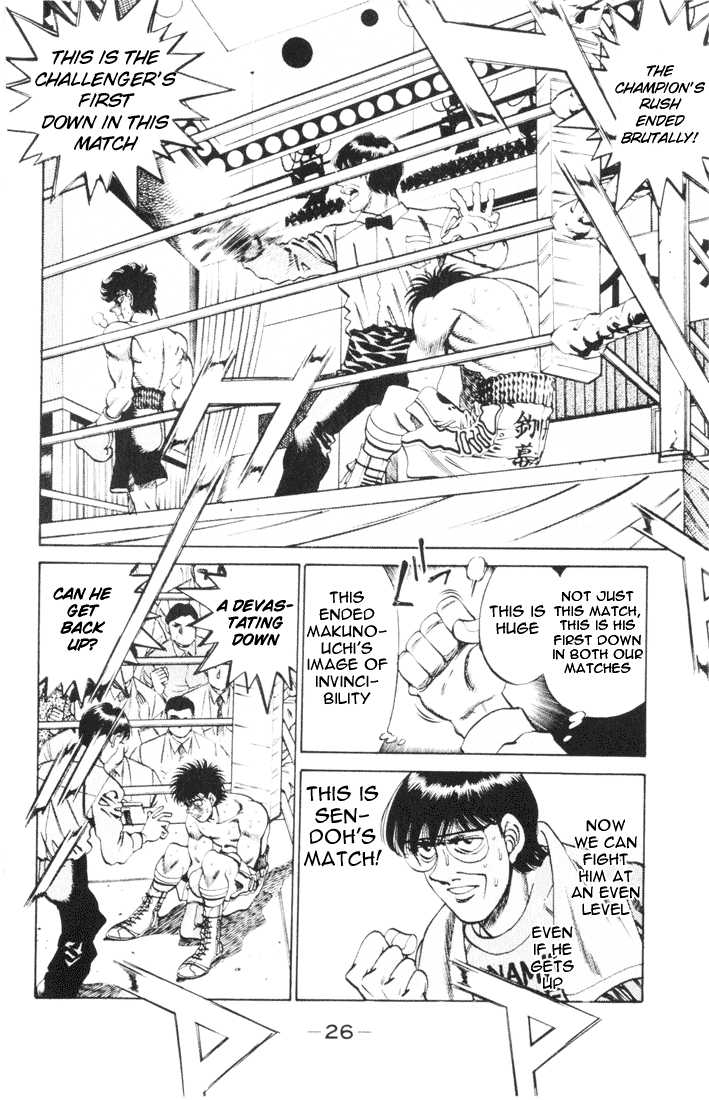 THE
CHAMPION'S
RUSH
ENDED
BRUTALLY!
THIS IS THE
CHALLENGER'S
FIRST
DOWN IN THIS
MATCH
釧幕
NOT JUST
THIS MATCH,
THIS IS HIS
FIRST DOWN
IN BOTH OUR
MATCHES
THIS IS
HUGE
THIS
ENDED
MAKUNO-
UCHI'S
IMAGE OF
INVINCI-
BILITY
A DEVAS-
TATING
DOWN
CAN HE
GET
BACK
UP?
NOW
WE CAN
FIGHT
HIM AT
AN EVEN
LEVEL
EVEN
IF HE
GETS
UP
THIS IS
SEN-
DOH'S
MATCH!
NAMI
—26—